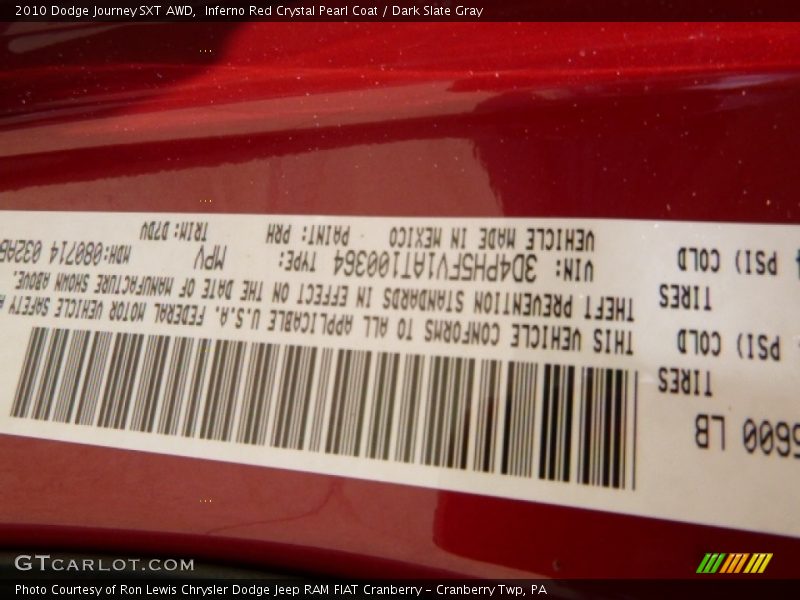 2010 Dodge Journey SXT AWD, Inferno Red Crystal Pearl Coat / Dark Slate Gray
5600 LB
TIRES
PSI) COLD
TIRES
PSI) COLD
THIS VEHICLE CONFORMS TO ALL APPLICABLE U.S.A. FEDERAL MOTOR VEHICLE SAFETY
THEFT PREVENTION STANDARDS IN EFFECT ON THE DATE OF MANUFACTURE SHOWN ABOVE.
VIN: 3D4PH5FV1AT100364 TYPE: MPV
MDH:080714 032AB
VEHICLE MADE IN MEXICO PAINT: PRH TRIM: D7DV
GTCARLOT.COM
Photo Courtesy of Ron Lewis Chrysler Dodge Jeep RAM FIAT Cranberry - Cranberry Twp, PA